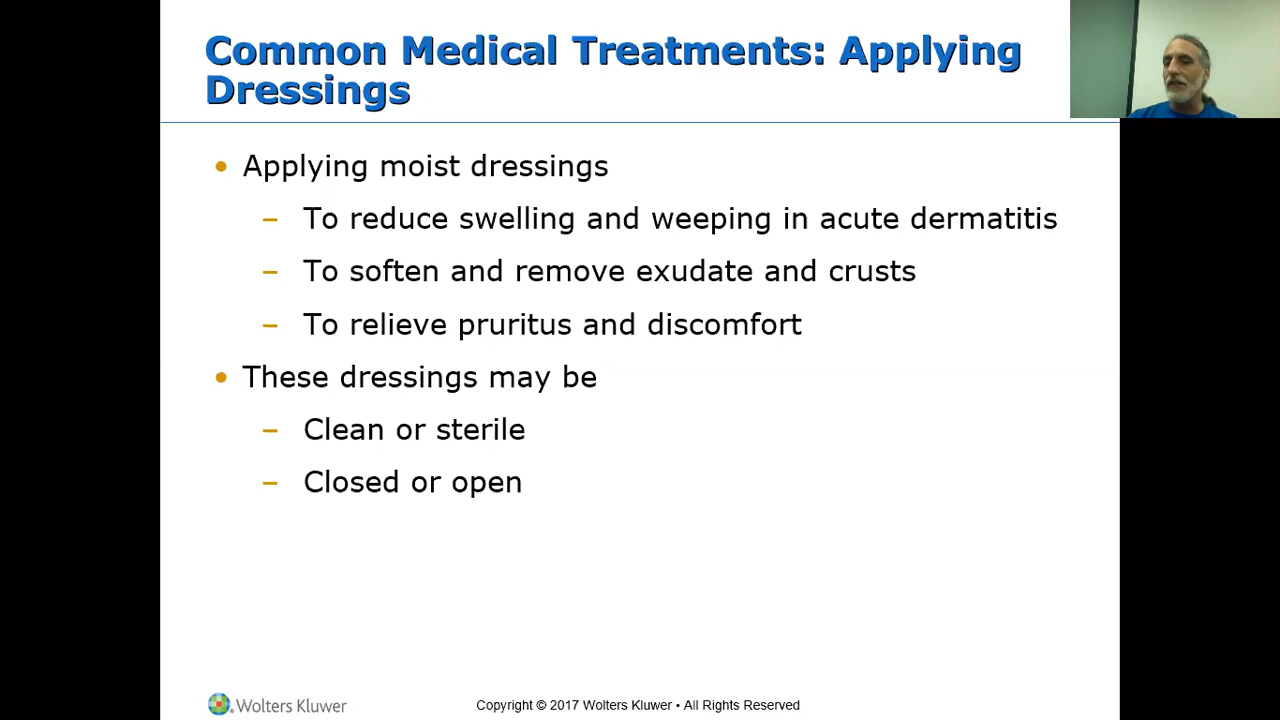 Common Medical Treatments: Applying
Dressings
• Applying moist dressings
– To reduce swelling and weeping in acute dermatitis
– To soften and remove exudate and crusts
– To relieve pruritus and discomfort
• These dressings may be
– Clean or sterile
– Closed or open
Wolters Kluwer
Copyright © 2017 Wolters Kluwer • All Rights Reserved